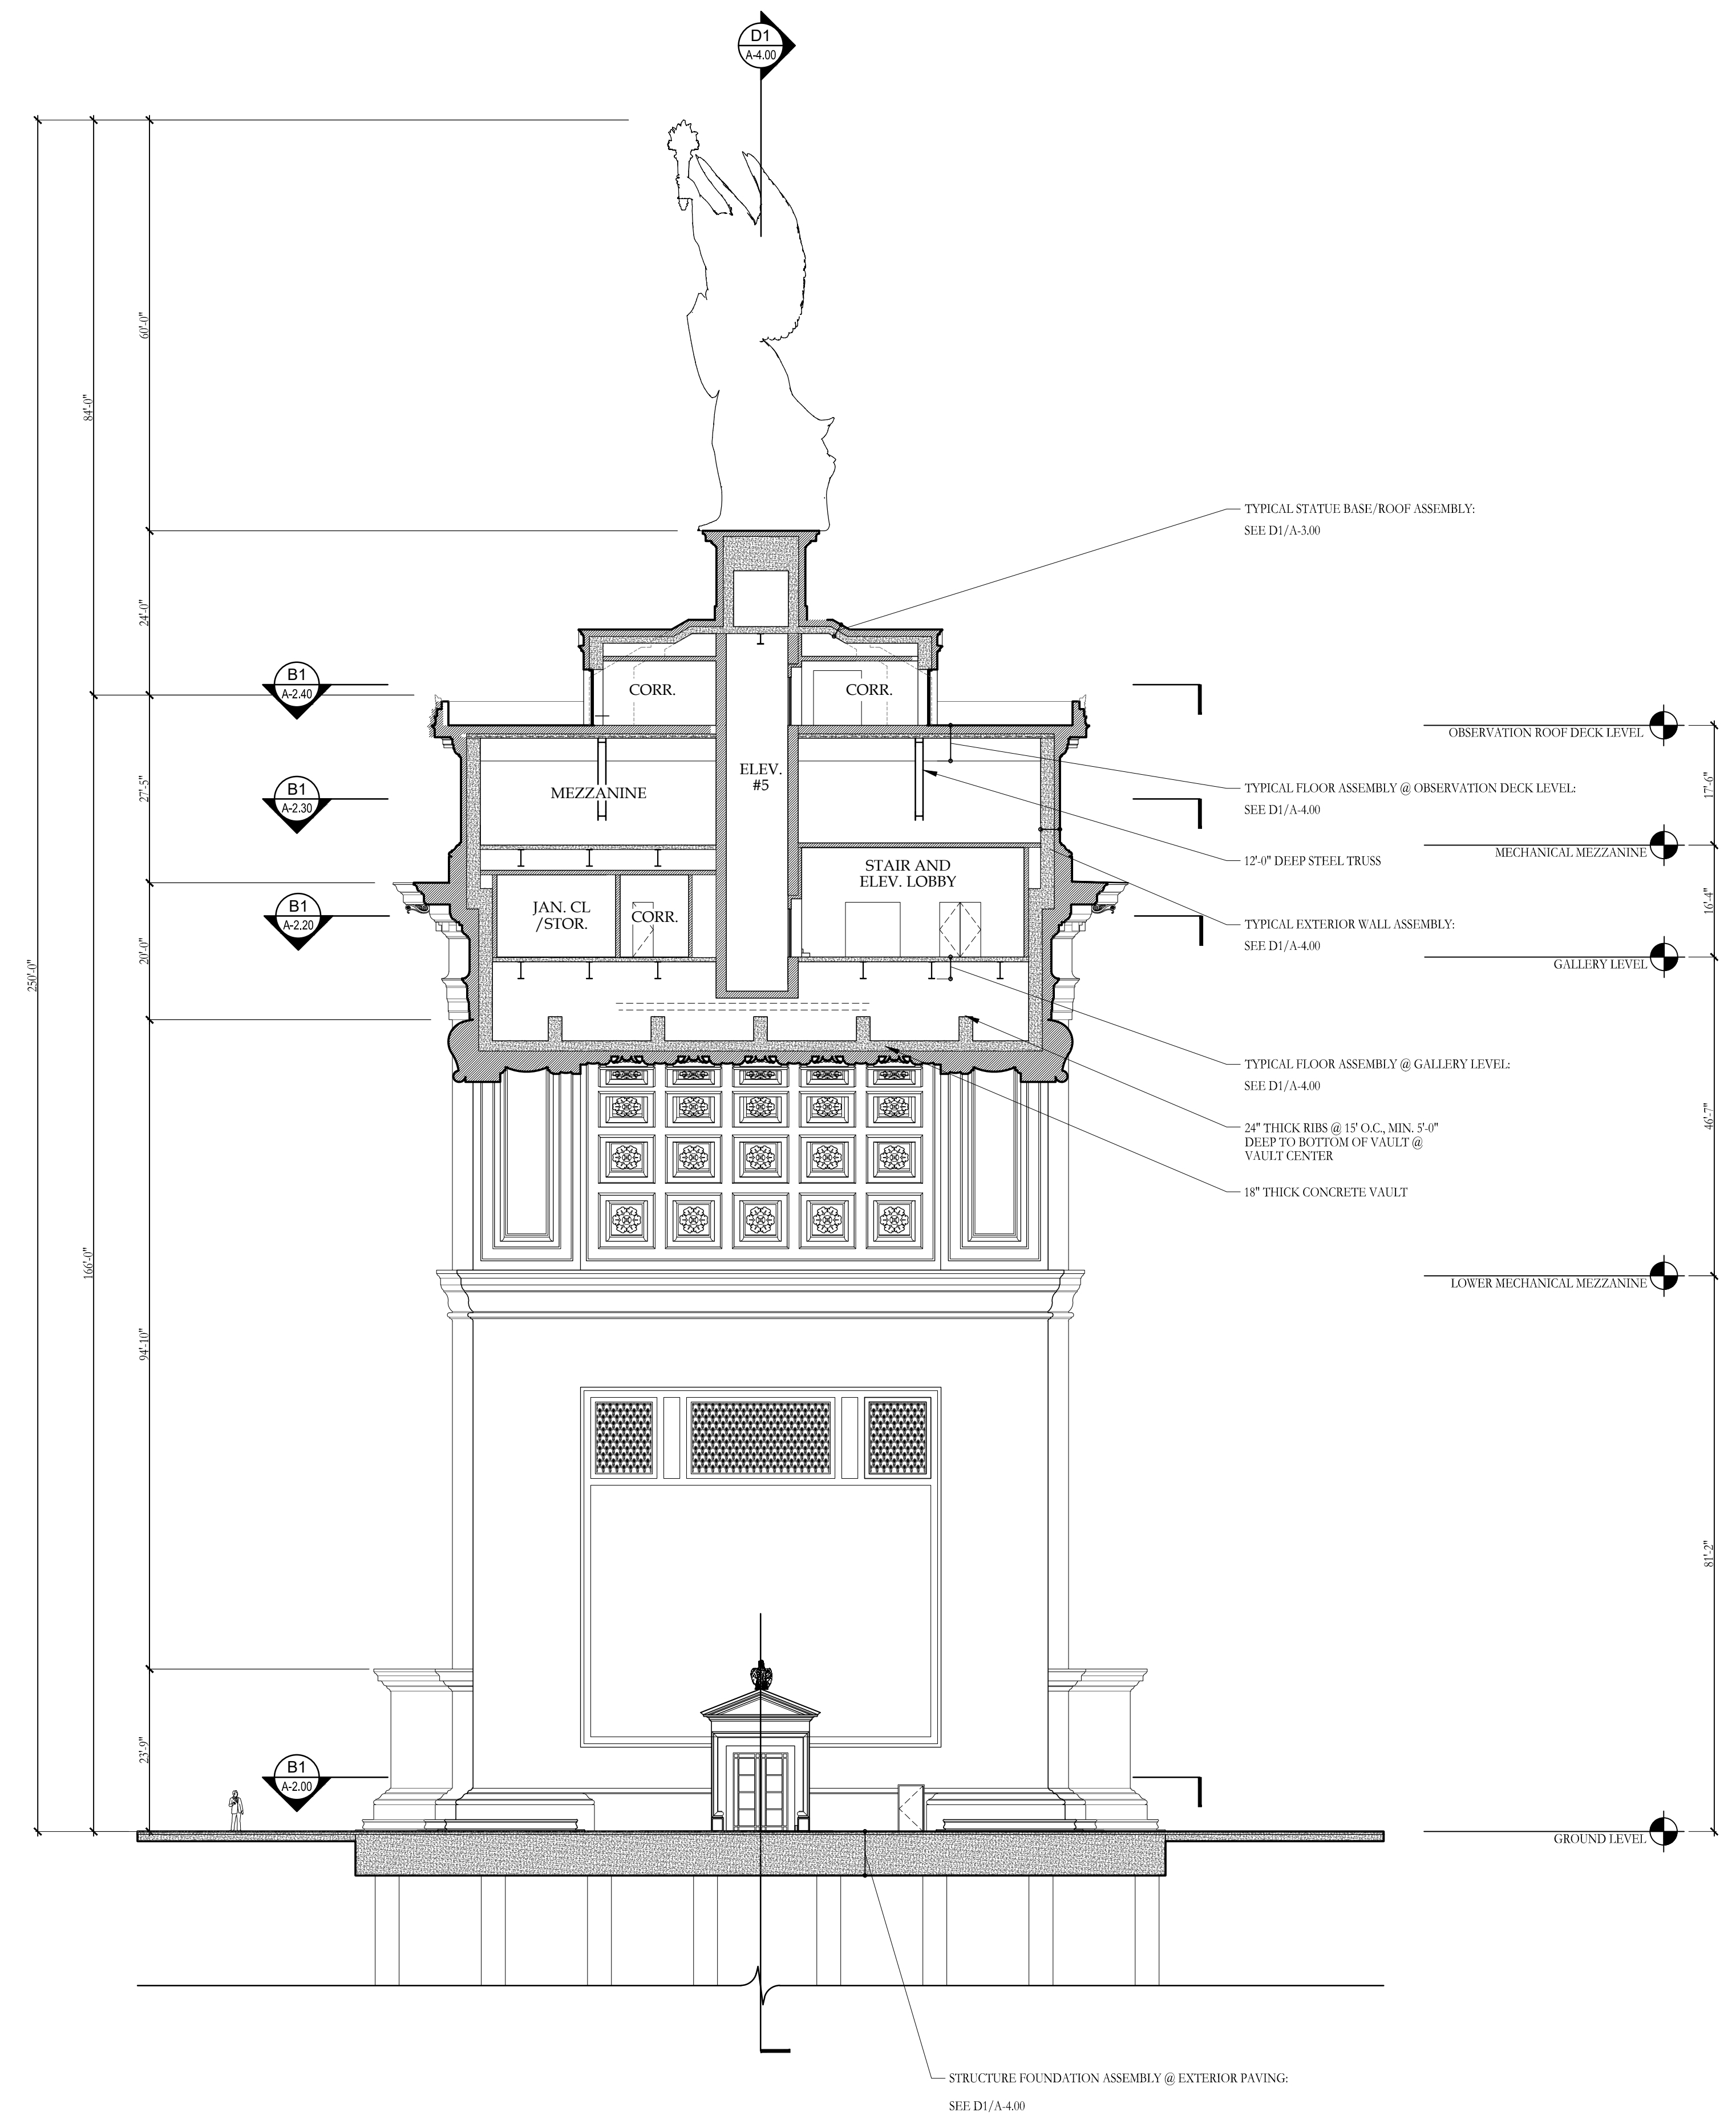 D1
A-4.00
60'-0"
84'-0"
TYPICAL STATUE BASE/ROOF ASSEMBLY:
SEE D1/A-3.00
24'-0"
B1
A-2.40
CORR.
CORR.
OBSERVATION ROOF DECK LEVEL
ELEV.
#5
MEZZANINE
B1
A-2.30
27'-5"
17'-6"
TYPICAL FLOOR ASSEMBLY @ OBSERVATION DECK LEVEL:
SEE D1/A-4.00
12'-0" DEEP STEEL TRUSS
MECHANICAL MEZZANINE
STAIR AND
ELEV. LOBBY
JAN. CL
/STOR.
CORR.
B1
A-2.20
16'-4"
TYPICAL EXTERIOR WALL ASSEMBLY:
SEE D1/A-4.00
20'-0"
GALLERY LEVEL
250'-0"
TYPICAL FLOOR ASSEMBLY @ GALLERY LEVEL:
SEE D1/A-4.00
46'-7"
24" THICK RIBS @ 15' O.C., MIN. 5'-0"
DEEP TO BOTTOM OF VAULT @
VAULT CENTER
18" THICK CONCRETE VAULT
166'-0"
LOWER MECHANICAL MEZZANINE
94'-10"
81'-2"
23'-9"
B1
A-2.00
GROUND LEVEL
STRUCTURE FOUNDATION ASSEMBLY @ EXTERIOR PAVING:
SEE D1/A-4.00